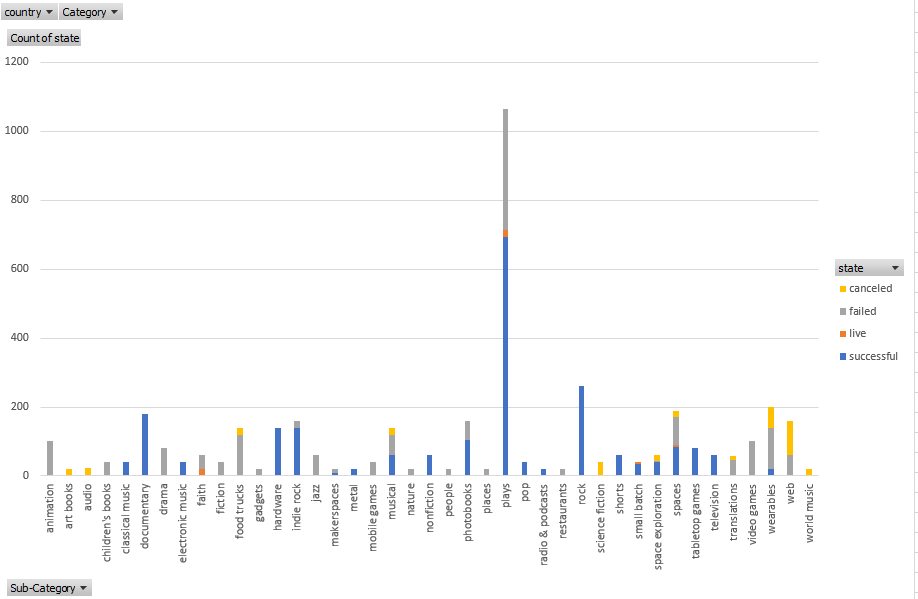 country Category
Count of state
1200
1000
800
600
400
200
0
animation
art books
audio
children's books
classical music
documentary
drama
electronic music
faith
fiction
food trucks
gadgets
hardware
indie rock
jazz
makerspaces
metal
mobile games
musical
nature
nonfiction
people
photobooks
places
plays
pop
radio & podcasts
restaurants
rock
science fiction
shorts
small batch
space exploration
spaces
tabletop games
television
translations
video games
wearables
web
world music
state
canceled
failed
live
successful
Sub-Category